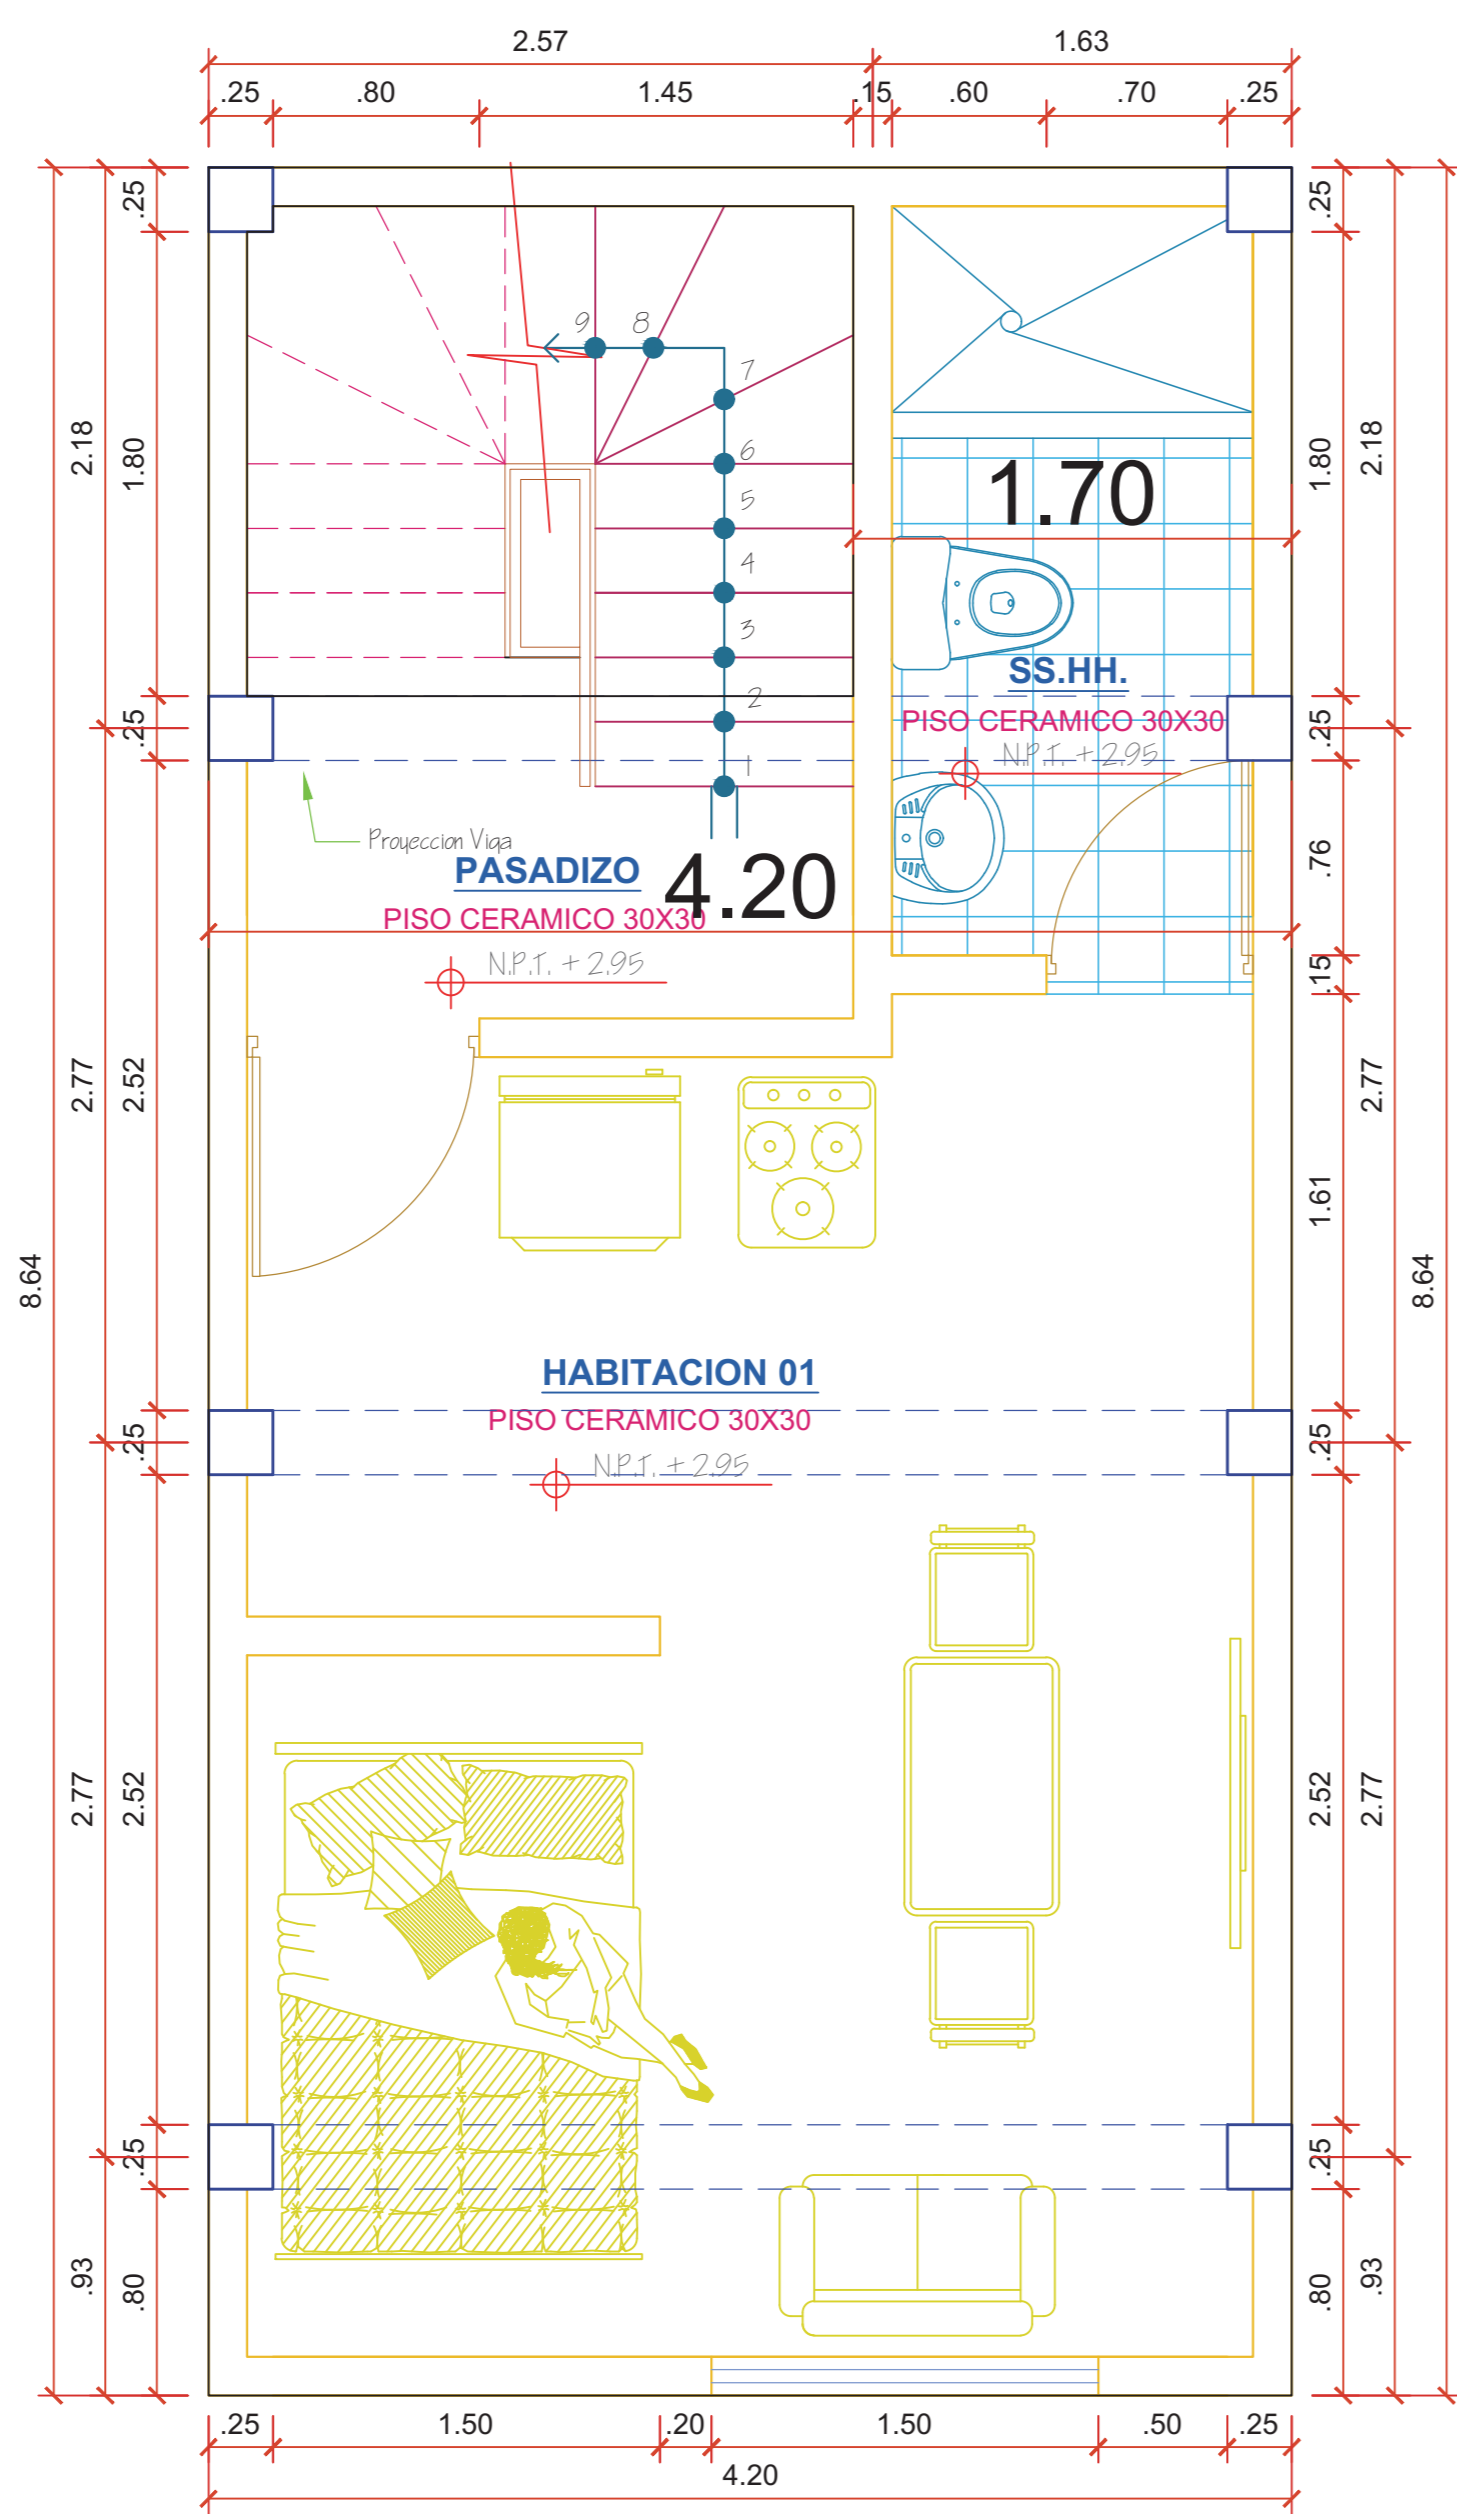 2.57 1.63
.25 .80 1.45 .15 .60 .70 .25
.25 .25
9 8
7
2.18 1.80 6 1.70 1.80 2.18
5
4
3
SS.HH.
.25 2 PISO CERAMICO 30X30 .25
1 N.P.T. +2.95
Proyeccion Viga
PASADIZO 4.20 .76
PISO CERAMICO 30X30
N.P.T. +2.95 .15
2.77 2.52 2.77
1.61
8.64 8.64
HABITACION 01
.25 PISO CERAMICO 30X30 .25
N.P.T. +2.95
2.77 2.52 2.52 2.77
.25 .25
.93 .80 .80 .93
.25 1.50 .20 1.50 .50 .25
4.20